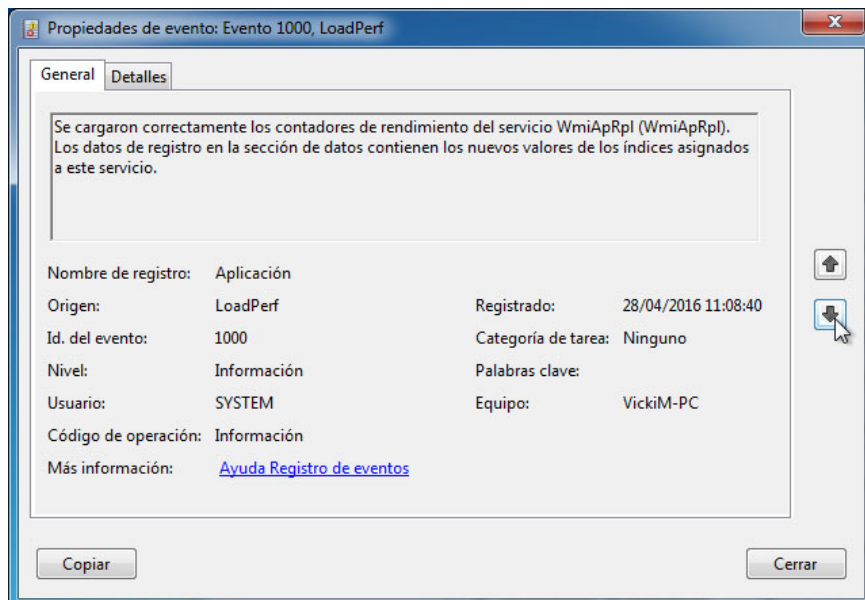 Propiedades de evento: Evento 1000, LoadPerf
General Detalles
Se cargaron correctamente los contadores de rendimiento del servicio WmiApRpl (WmiApRpl).
Los datos de registro en la sección de datos contienen los nuevos valores de los índices asignados
a este servicio.
Nombre de registro: Aplicación
Origen: LoadPerf Registrado: 28/04/2016 11:08:40
Id. del evento: 1000 Categoría de tarea: Ninguno
Nivel: Información Palabras clave:
Usuario: SYSTEM Equipo: VickiM-PC
Código de operación: Información
Más información: Ayuda Registro de eventos
Copiar Cerrar